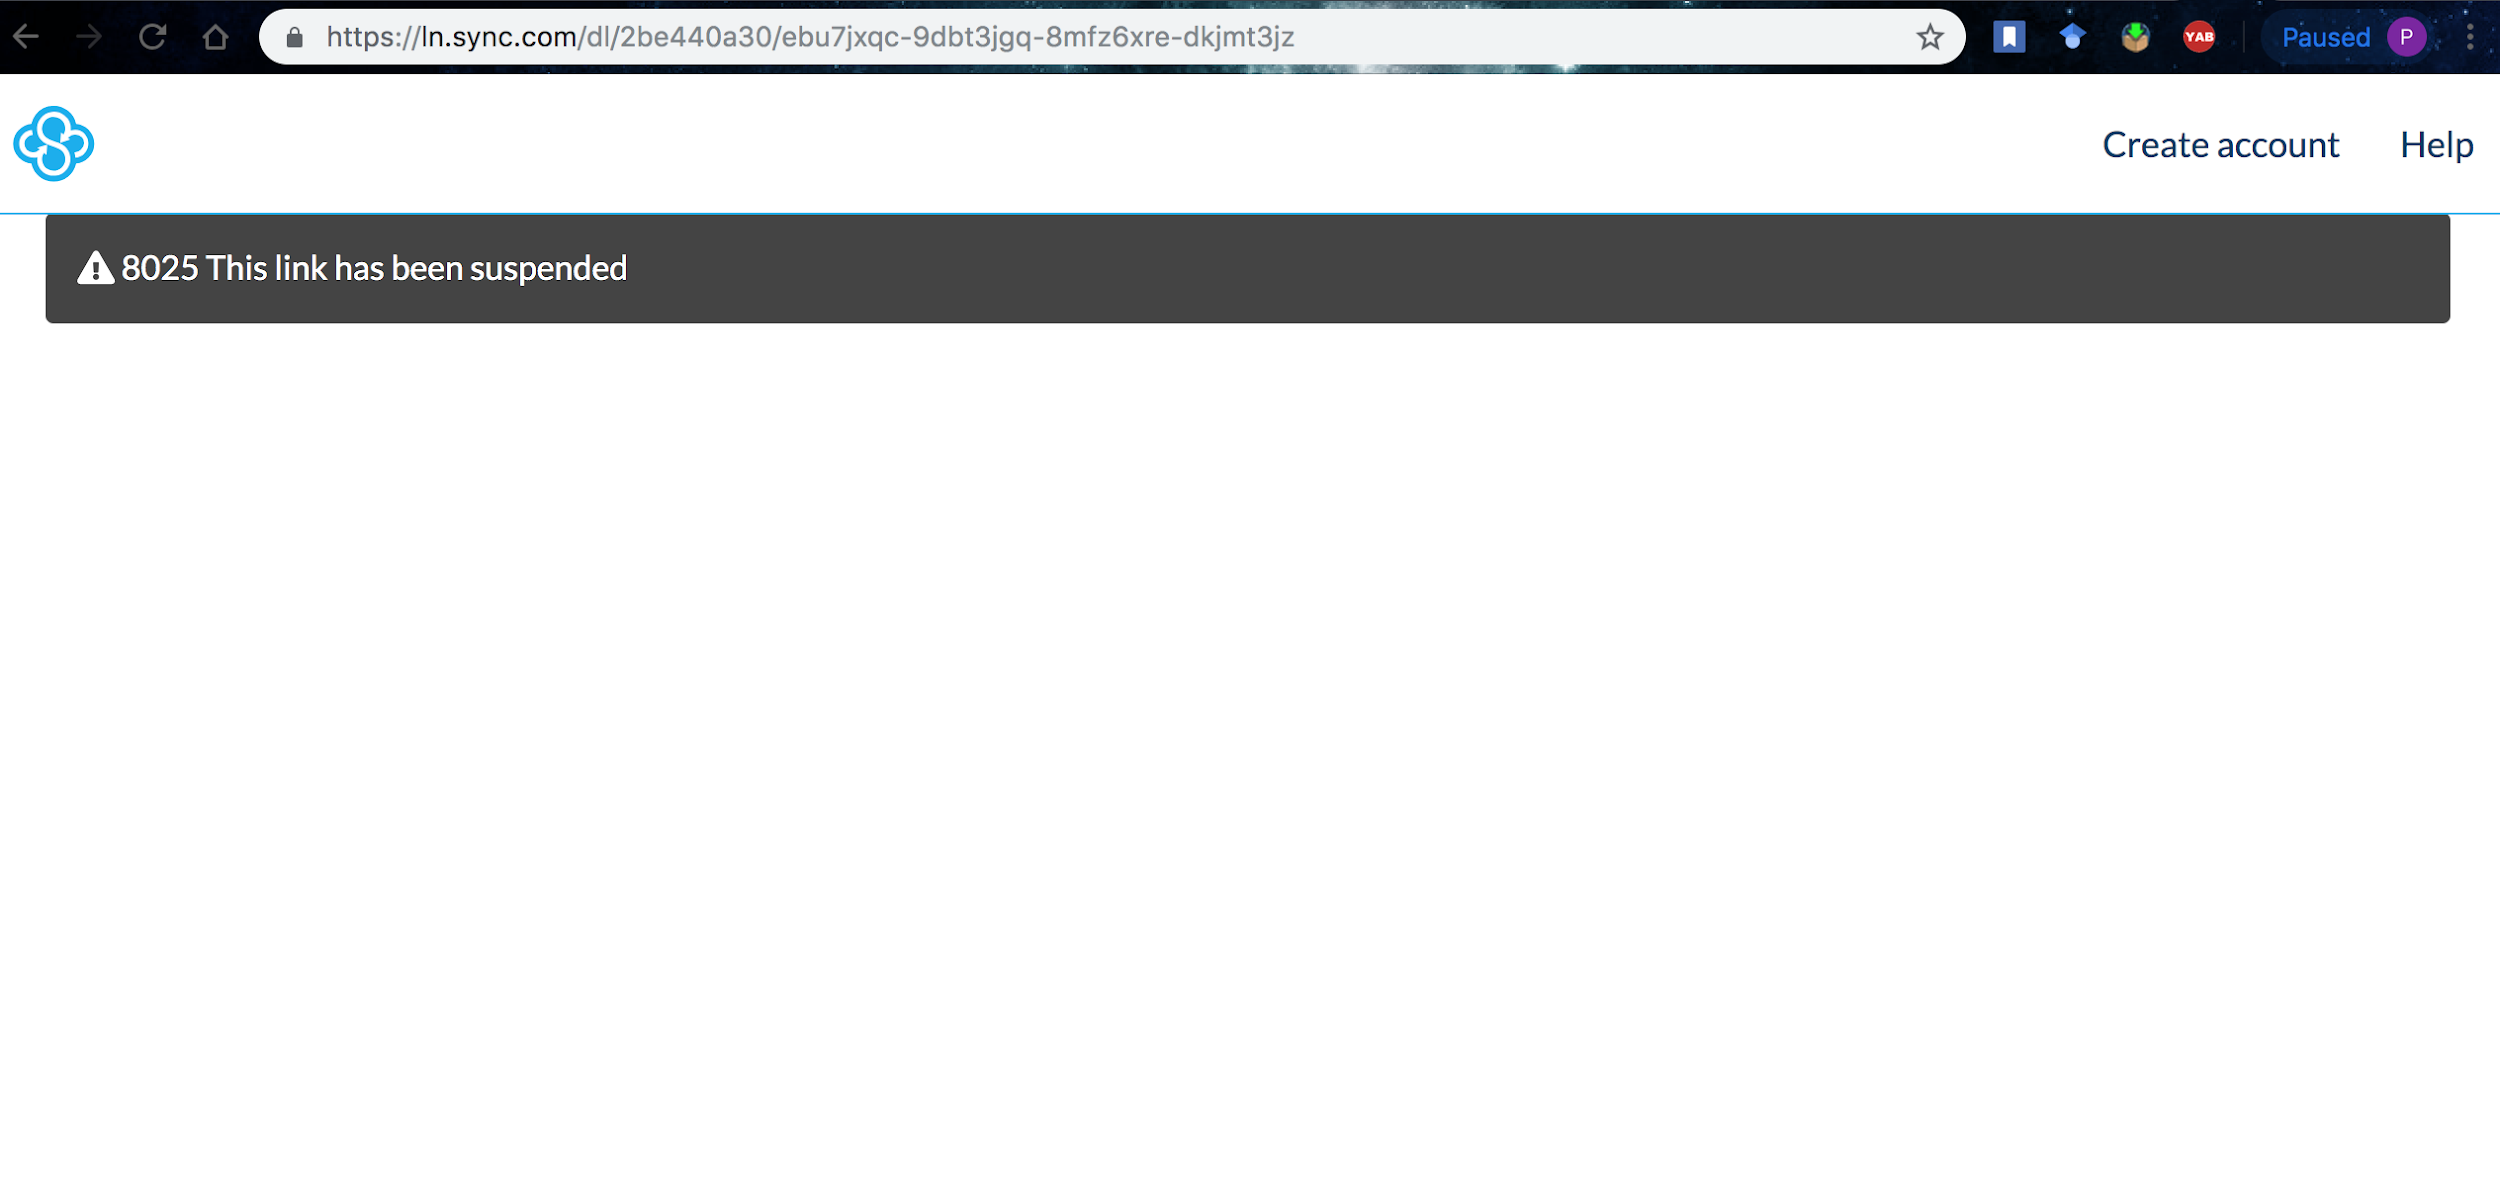 https://ln.sync.com/dl/2be440a30/ebu7jxqc-9dbt3jgq-8mfz6xre-dkjmt3jz
YAB
Paused
P
Create account
Help
8025 This link has been suspended